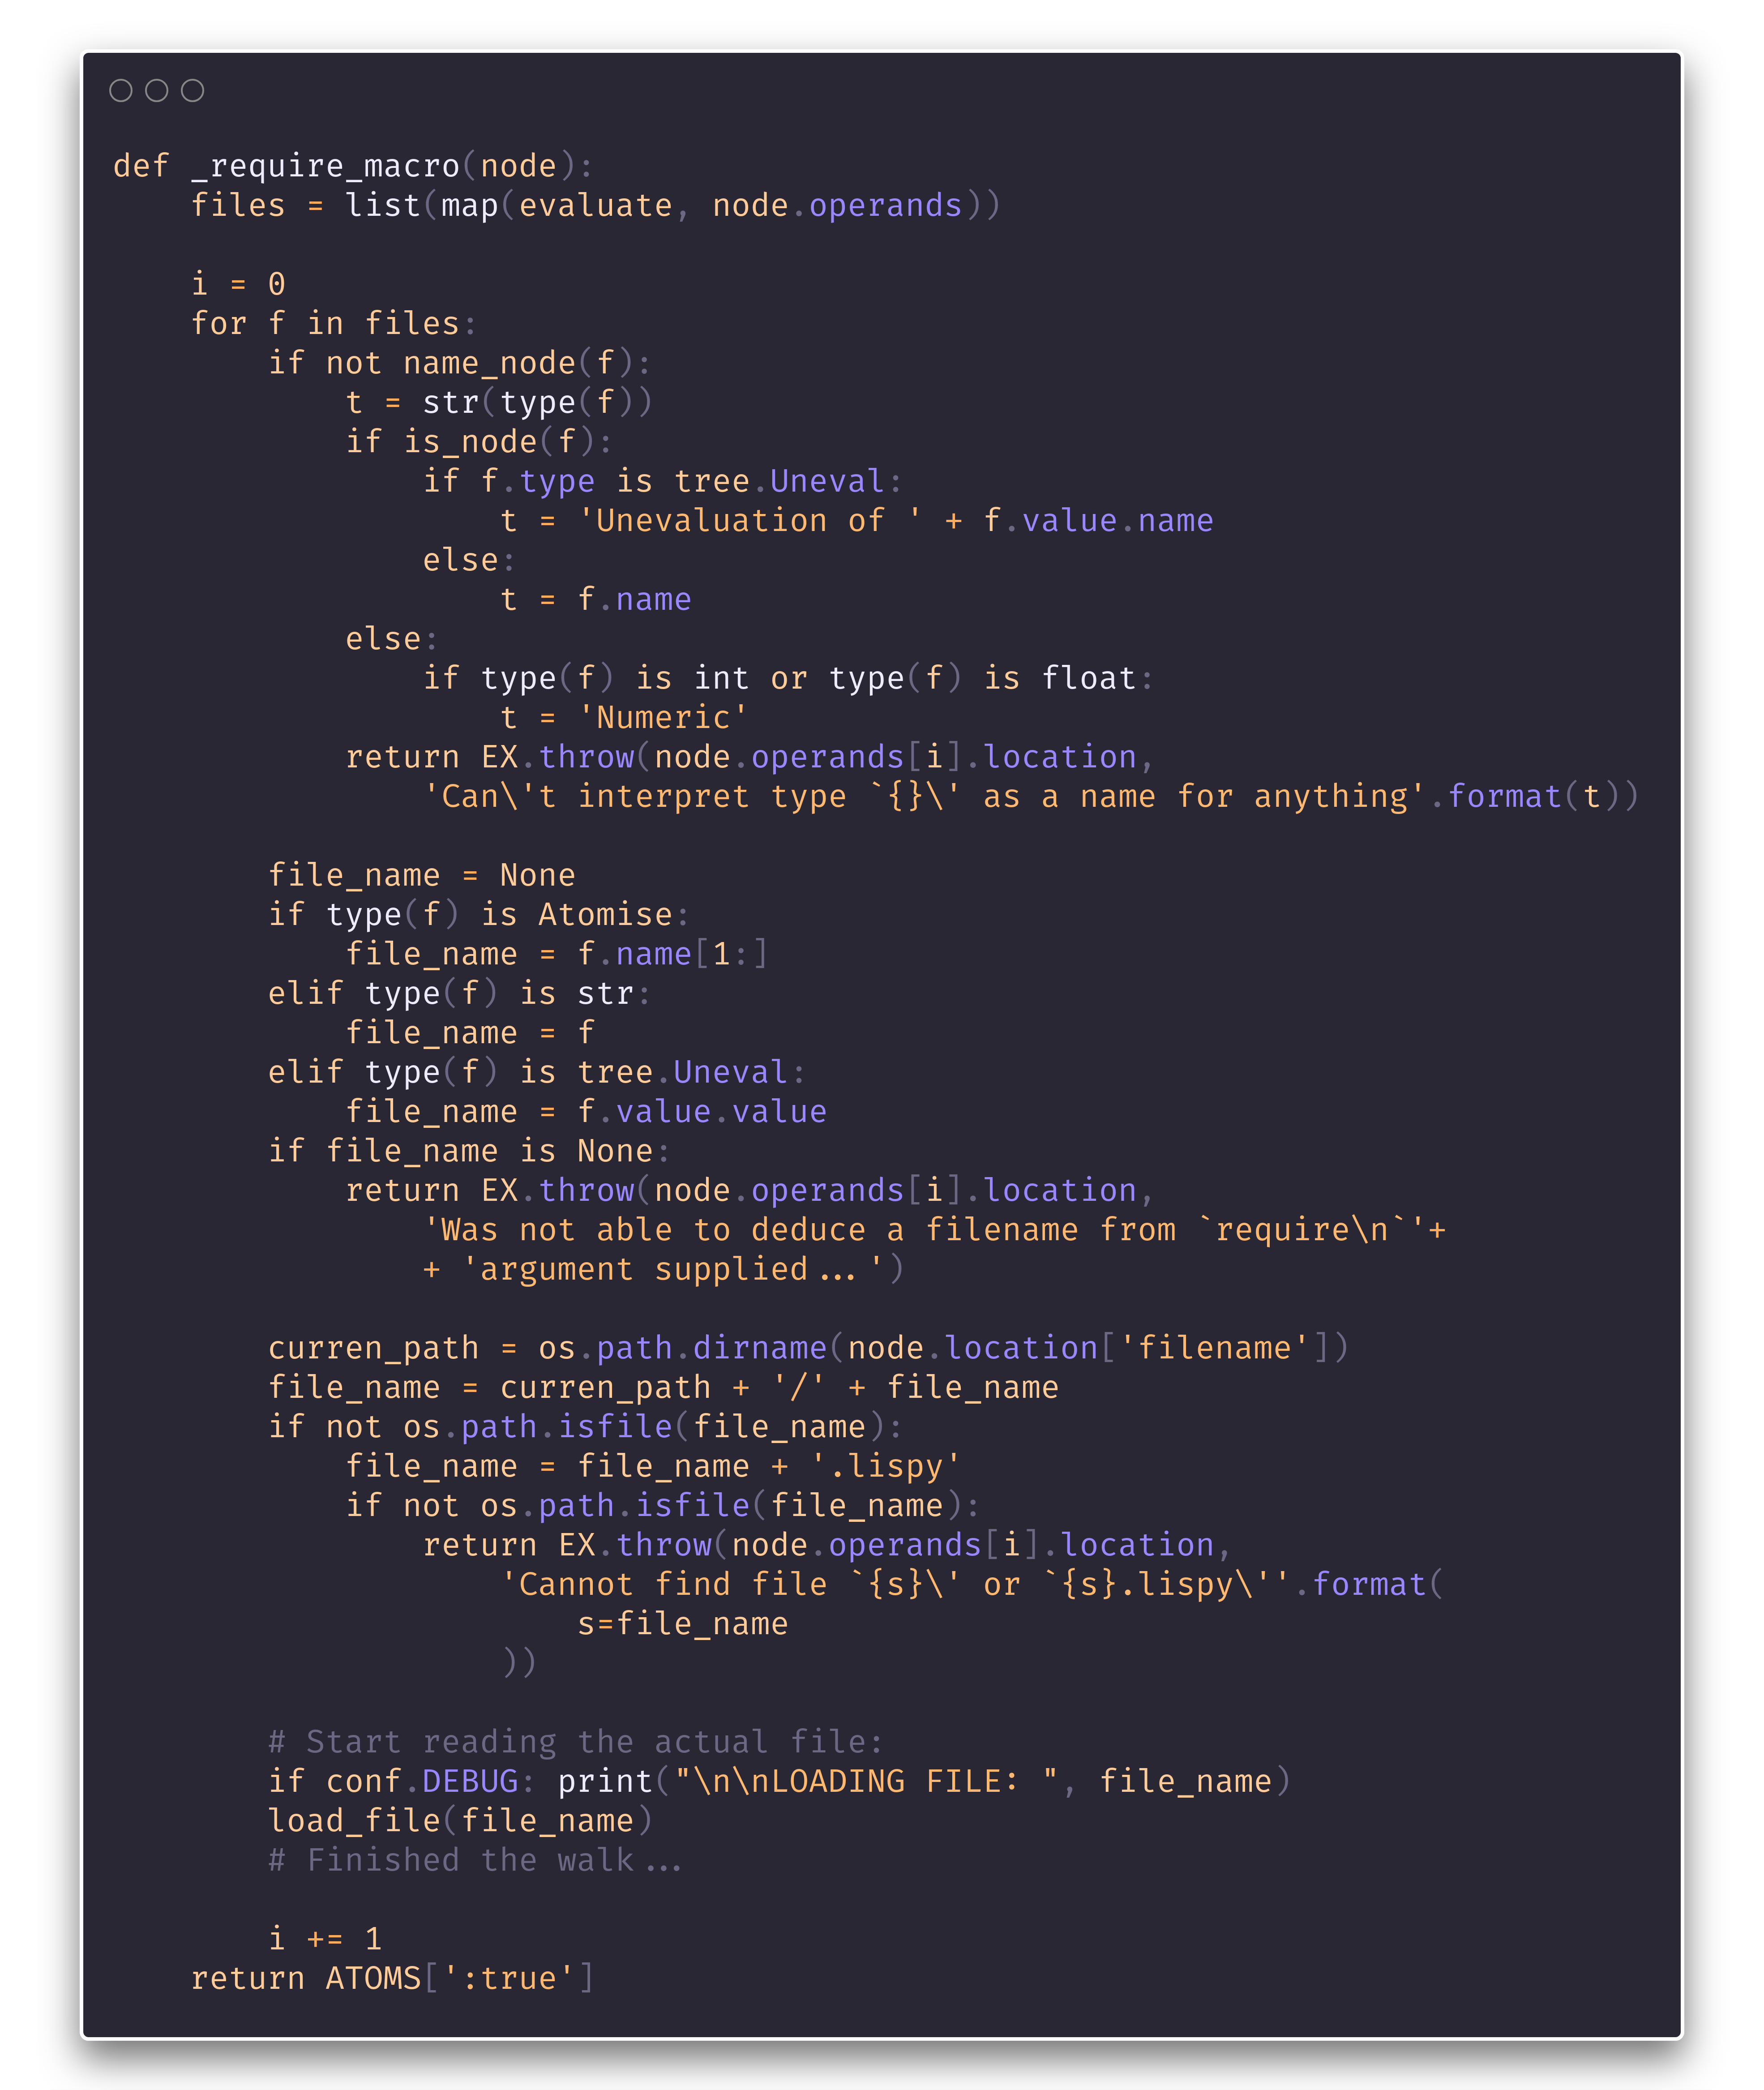 def _require_macro(node):
    files = list(map(evaluate, node.operands))

    i = 0
    for f in files:
        if not name_node(f):
            t = str(type(f))
            if is_node(f):
                if f.type is tree.Uneval:
                    t = 'Unevaluation of ' + f.value.name
                else:
                    t = f.name
            else:
                if type(f) is int or type(f) is float:
                    t = 'Numeric'
            return EX.throw(node.operands[i].location,
                'Can\'t interpret type `{}\' as a name for anything'.format(t))

        file_name = None
        if type(f) is Atomise:
            file_name = f.name[1:]
        elif type(f) is str:
            file_name = f
        elif type(f) is tree.Uneval:
            file_name = f.value.value
        if file_name is None:
            return EX.throw(node.operands[i].location,
                'Was not able to deduce a filename from `require\n`'+
                + 'argument supplied...')

        curren_path = os.path.dirname(node.location['filename'])
        file_name = curren_path + '/' + file_name
        if not os.path.isfile(file_name):
            file_name = file_name + '.lispy'
            if not os.path.isfile(file_name):
                return EX.throw(node.operands[i].location,
                    'Cannot find file `{s}\' or `{s}.lispy\''.format(
                        s=file_name
                    ))

        # Start reading the actual file:
        if conf.DEBUG: print("\n\nLOADING FILE: ", file_name)
        load_file(file_name)
        # Finished the walk...

        i += 1
    return ATOMS[':true']